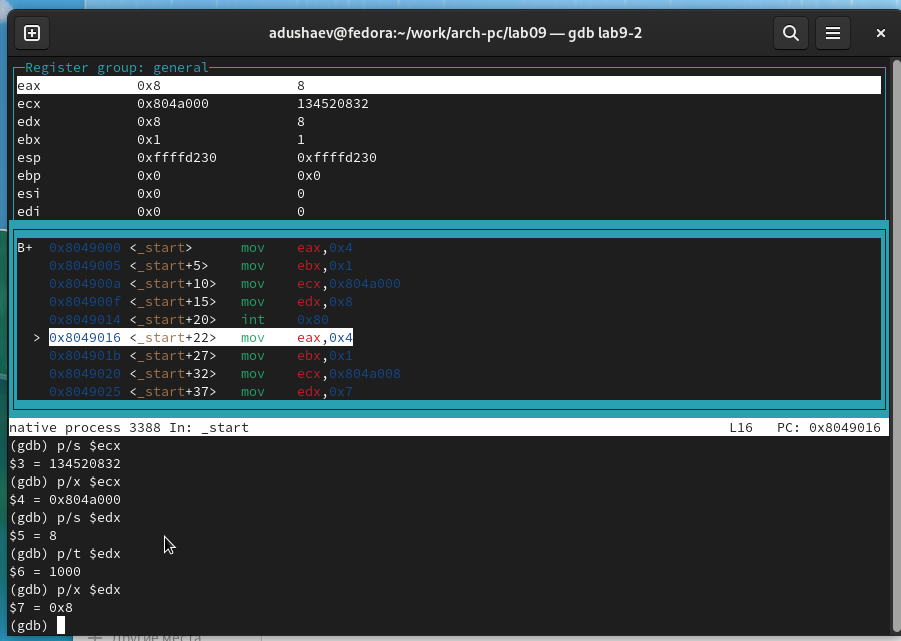 adushaev@fedora:~/work/arch-pc/lab09 — gdb lab9-2
Register group: general
eax 0x8 8
ecx 0x804a000 134520832
edx 0x8 8
ebx 0x1 1
esp 0xffffd230 0xffffd230
ebp 0x0 0x0
esi 0x0 0
edi 0x0 0
B+ 0x8049000 <_start> mov eax,0x4
0x8049005 <_start+5> mov ebx,0x1
0x804900a <_start+10> mov ecx,0x804a000
0x804900f <_start+15> mov edx,0x8
0x8049014 <_start+20> int 0x80
> 0x8049016 <_start+22> mov eax,0x4
0x804901b <_start+27> mov ebx,0x1
0x8049020 <_start+32> mov ecx,0x804a008
0x8049025 <_start+37> mov edx,0x7
native process 3388 In: _start L16 PC: 0x8049016
(gdb) p/s $ecx
$3 = 134520832
(gdb) p/x $ecx
$4 = 0x804a000
(gdb) p/s $edx
$5 = 8
(gdb) p/t $edx
$6 = 1000
(gdb) p/x $edx
$7 = 0x8
(gdb)
+ Другие места